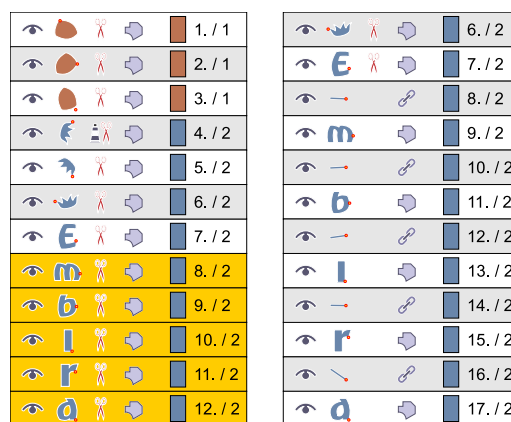 1. / 1
2. / 1
3. / 1
4. / 2
5. / 2
6. / 2
E 7. / 2
m 8. / 2
b 9. / 2
l 10. / 2
r 11. / 2
a 12. / 2
6. / 2
E 7. / 2
8. / 2
m 9. / 2
10. / 2
b 11. / 2
12. / 2
l 13. / 2
14. / 2
r 15. / 2
16. / 2
a 17. / 2